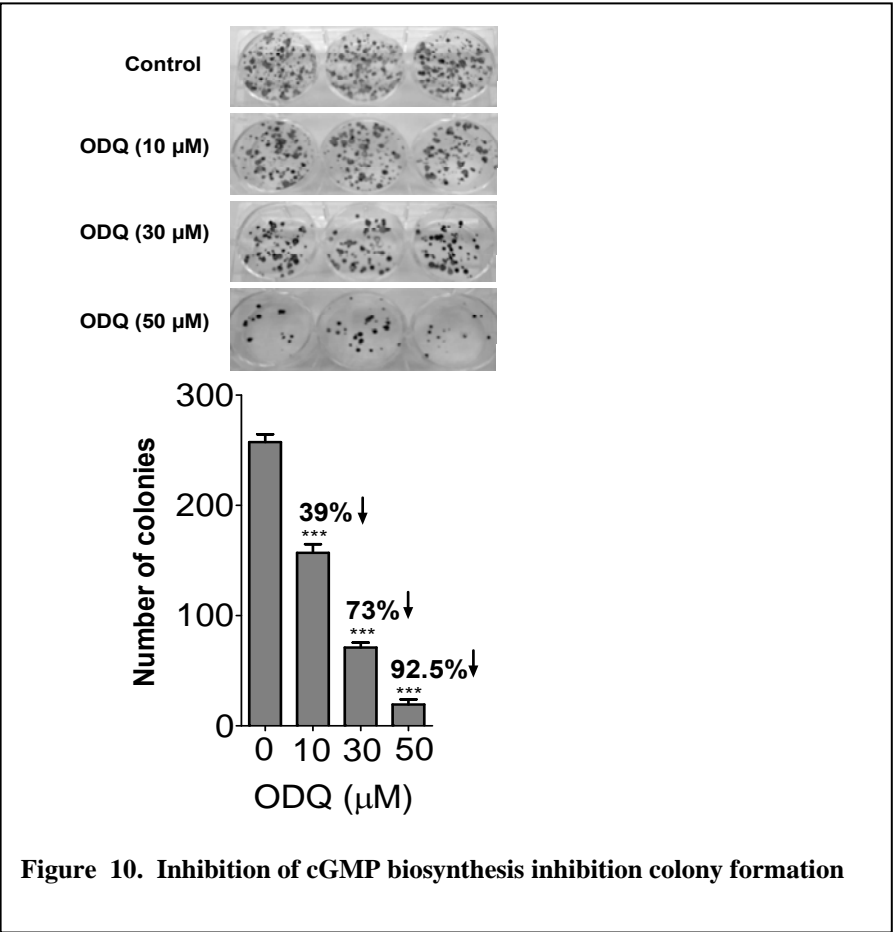 Control
ODQ (10 µM)
ODQ (30 µM)
ODQ (50 µM)
300
200
100
0
Number of colonies
39%↓
***
73%↓
***
92.5%↓
***
0 10 30 50
ODQ (μM)
Figure 10. Inhibition of cGMP biosynthesis inhibition colony formation